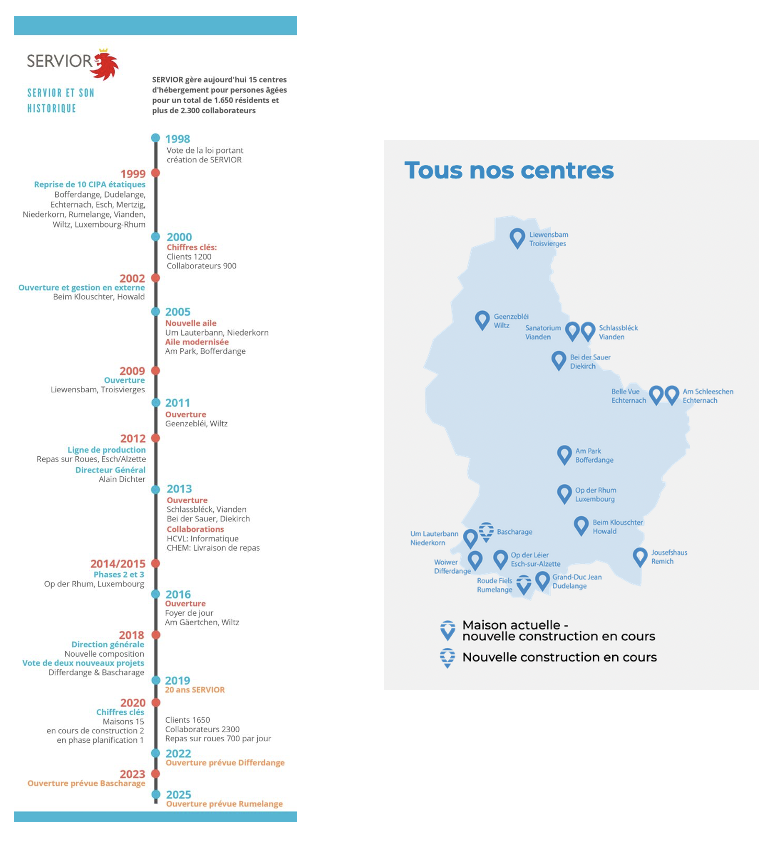 SERVIOR
SERVIOR ET SON
HISTORIQUE
SERVIOR gère aujourd'hui 15 centres
d'hébergement pour persones âgées
pour un total de 1.650 résidents et
plus de 2.300 collaborateurs
1998
Vote de la loi portant
création de SERVIOR
1999
Reprise de 10 CIPA étatiques
Bofferdange, Dudelange,
Echternach, Esch, Mertzig,
Niederkorn, Rumelange, Vianden,
Wiltz, Luxembourg-Rhum
2000
Chiffres clés:
Clients 1200
Collaborateurs 900
2002
Ouverture et gestion en externe
Beim Klouschter, Howald
2005
Nouvelle aile
Um Lauterbann, Niederkorn
Aile modernisée
Am Park, Bofferdange
2009
Ouverture
Liewensbam, Troisvierges
2011
Ouverture
Geenzebléi, Wiltz
2012
Ligne de production
Repas sur Roues, Esch/Alzette
Directeur Général
Alain Dichter
2013
Ouverture
Schlassbléck, Vianden
Bei der Sauer, Diekirch
Collaborations
HCVL: Informatique
CHEM: Livraison de repas
2014/2015
Phases 2 et 3
Op der Rhum, Luxembourg
2016
Ouverture
Foyer de jour
Am Gäertchen, Wiltz
2018
Direction générale
Nouvelle composition
Vote de deux nouveaux projets
Differdange & Bascharage
2019
20 ans SERVIOR
2020
Chiffres clés
Maisons 15
en cours de construction 2
en phase planification 1
Clients 1650
Collaborateurs 2300
Repas sur roues 700 par jour
2022
Ouverture prévue Differdange
2023
Ouverture prévue Bascharage
2025
Ouverture prévue Rumelange
Tous nos centres
Liewensbam
Troisvierges
Geenzebléi
Wiltz
Sanatorium
Vianden
Schlassbléck
Vianden
Bei der Sauer
Diekirch
Belle Vue
Echternach
Am Schleeschen
Echternach
Am Park
Bofferdange
Op der Rhum
Luxembourg
Beim Klouschter
Howald
Um Lauterbann
Niederkorn
Bascharage
Woiwer
Differdange
Op der Léier
Esch-sur-Alzette
Jousefshaus
Remich
Roude Fiels
Rumelange
Grand-Duc Jean
Dudelange
Maison actuelle -
nouvelle construction en cours
Nouvelle construction en cours